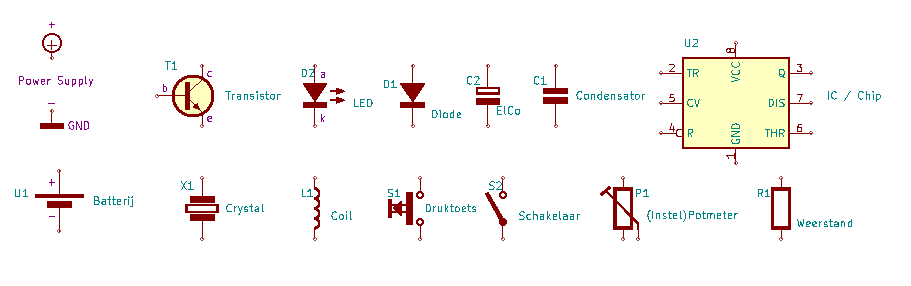 +
Power Supply
−
GND
T1
c
b
e
Transistor
D2
a
k
LED
D1
Diode
C2
ElCo
C1
Condensator
U2
8
VCC
2
TR
Q
3
5
CV
DIS
7
4
R
THR
6
GND
1
IC / Chip
U1
+
−
Batterij
X1
Crystal
L1
Coil
S1
Druktoets
S2
Schakelaar
P1
(Instel)Potmeter
R1
Weerstand